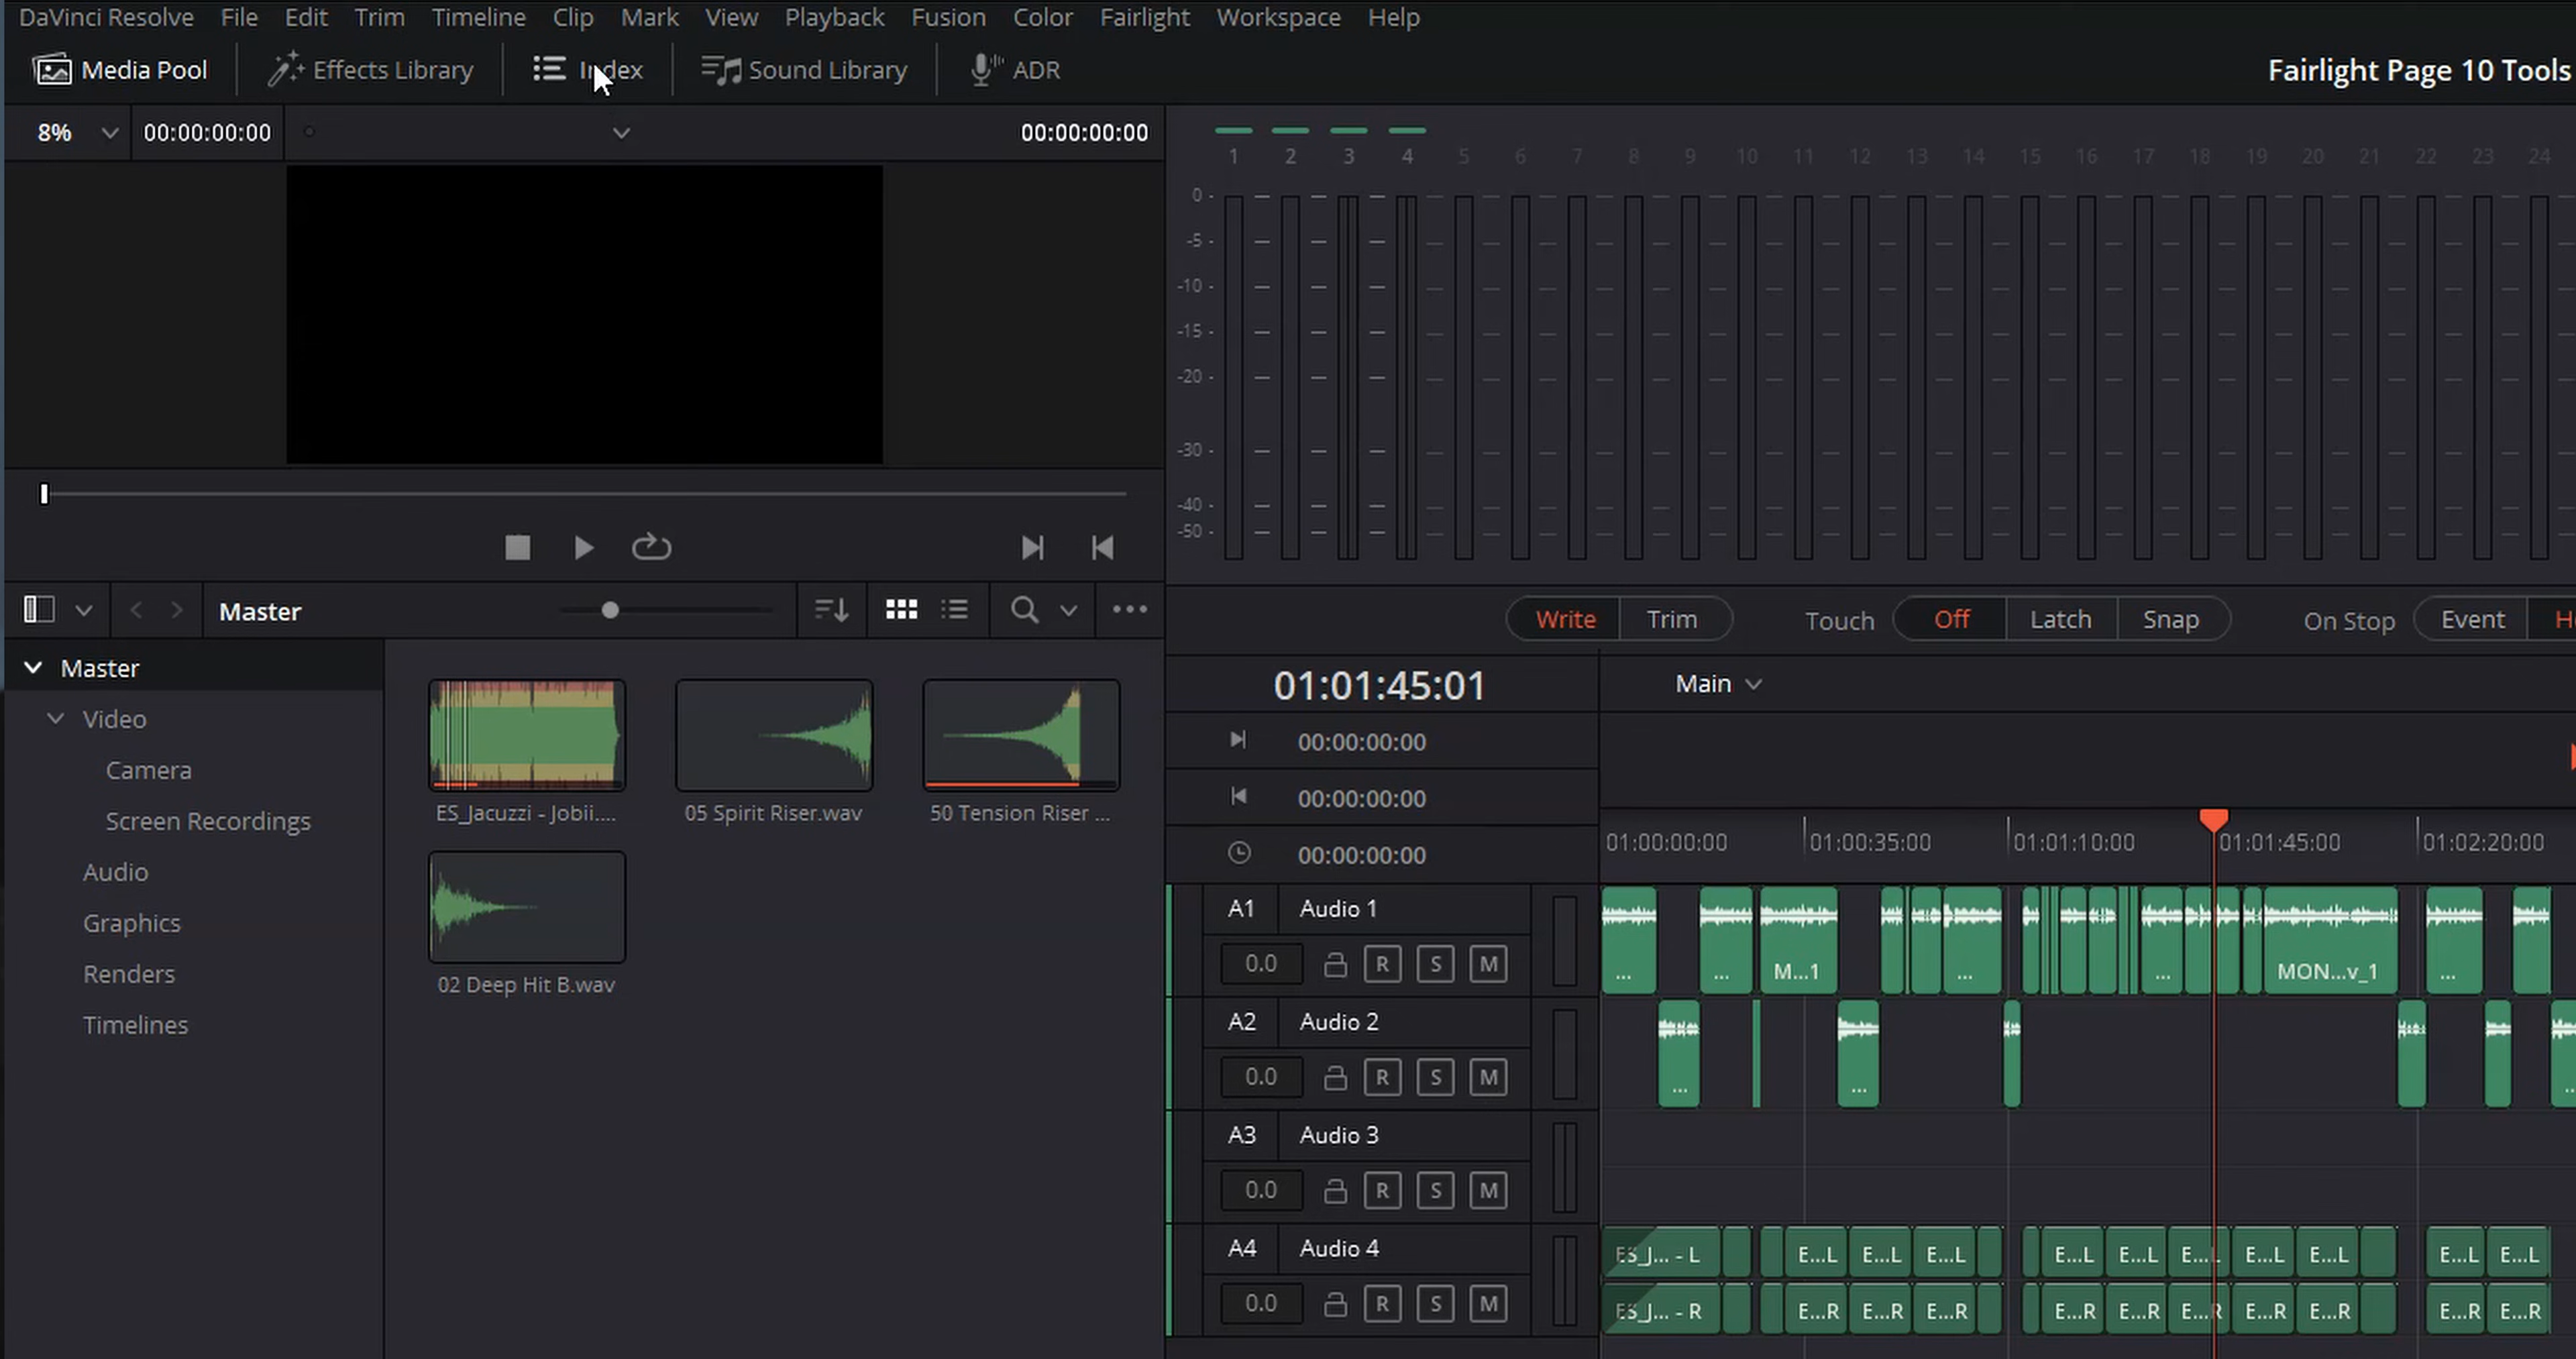 DaVinci Resolve File Edit Trim Timeline Clip Mark View Playback Fusion Color Fairlight Workspace Help
Media Pool Effects Library Index Sound Library ADR Fairlight Page 10 Tools
8% 00:00:00:00 00:00:00:00
1 2 3 4 5 6 7 8 9 10 11 12 13 14 15 16 17 18 19 20 21 22 23 24
0
-5
-10
-15
-20
-30
-40
-50
Master
Write Trim Touch Off Latch Snap On Stop Event
Master
Video
Camera
Screen Recordings
Audio
Graphics
Renders
Timelines
ES_Jacuzzi - Jobii.... 05 Spirit Riser.wav 50 Tension Riser ...
02 Deep Hit B.wav
01:01:45:01 Main
00:00:00:00
00:00:00:00
00:00:00:00
01:00:00:00 01:00:35:00 01:01:10:00 01:01:45:00 01:02:20:00
A1 Audio 1
0.0 R S M
... ... M...1 ... ... MON...v_1 ...
A2 Audio 2
0.0 R S M
... ...
A3 Audio 3
0.0 R S M
A4 Audio 4
ES_J... - L E...L E...L E...L E...L E...L E...L E...L E...L E...L E...L
0.0 R S M
ES_J... - R E...R E...R E...R E...R E...R E...R E...R E...R E...R E...R